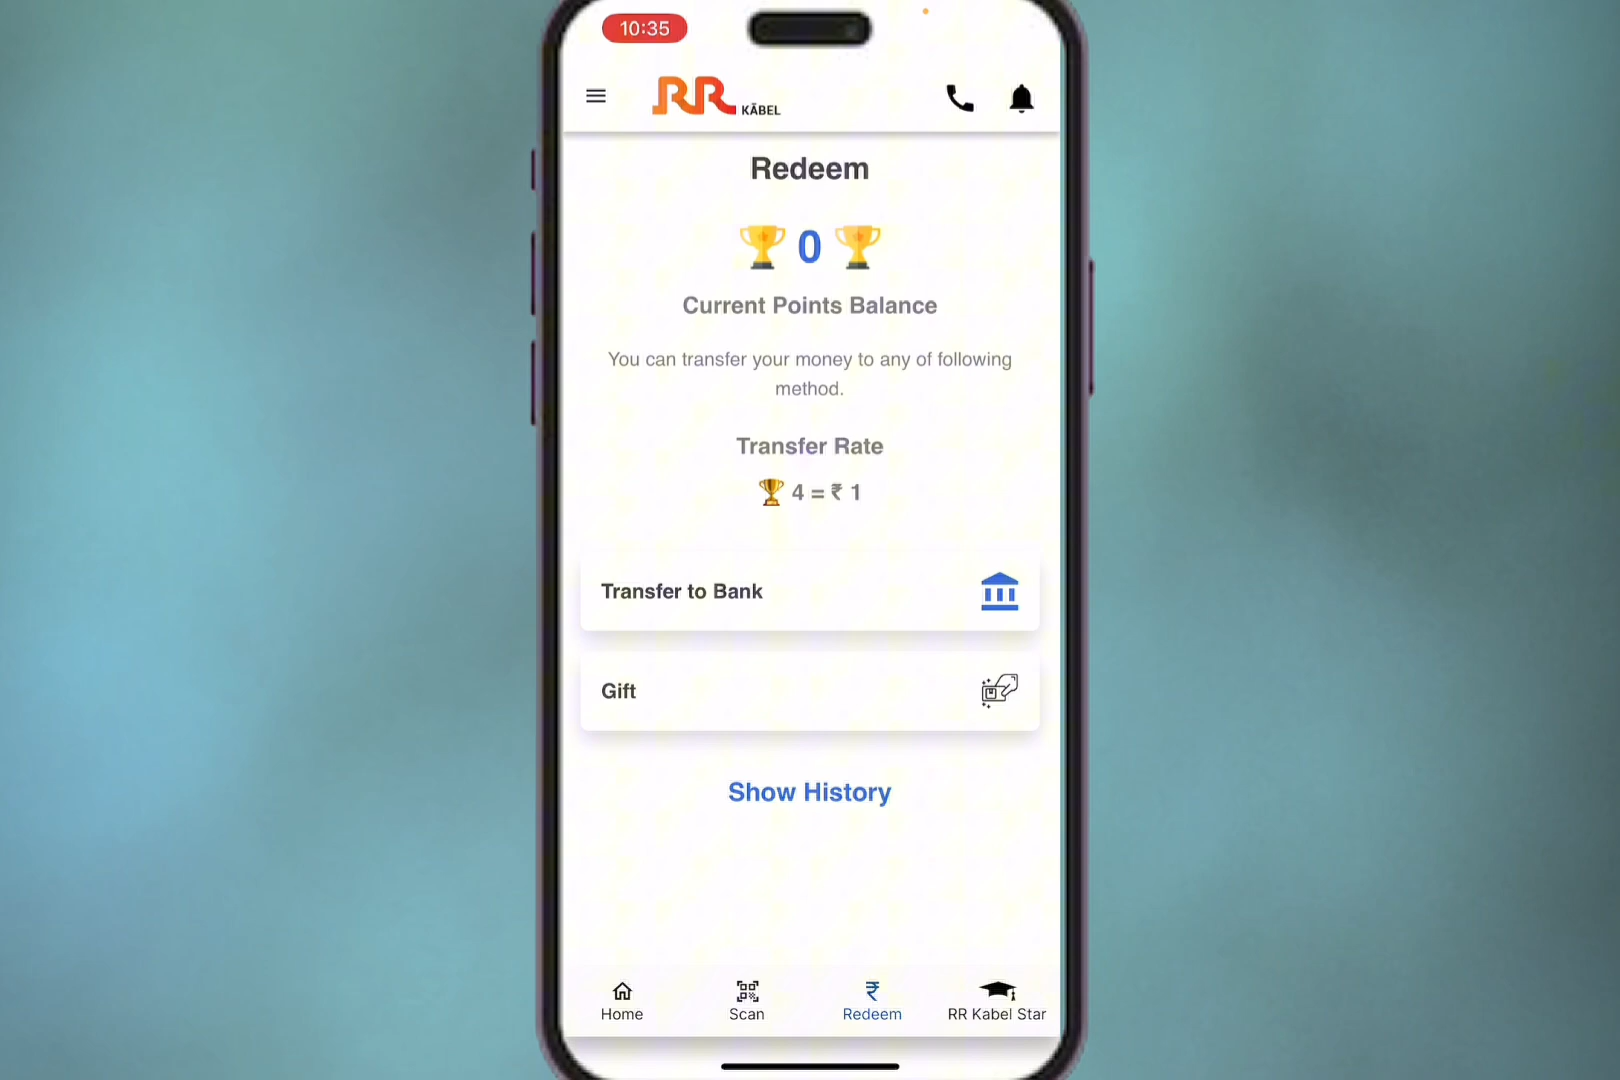 10:35
RR KABEL
Redeem
0
Current Points Balance
You can transfer your money to any of following
method.
Transfer Rate
4 = ₹ 1
Transfer to Bank
Gift
Show History
Home
Scan
₹
Redeem
RR Kabel Star